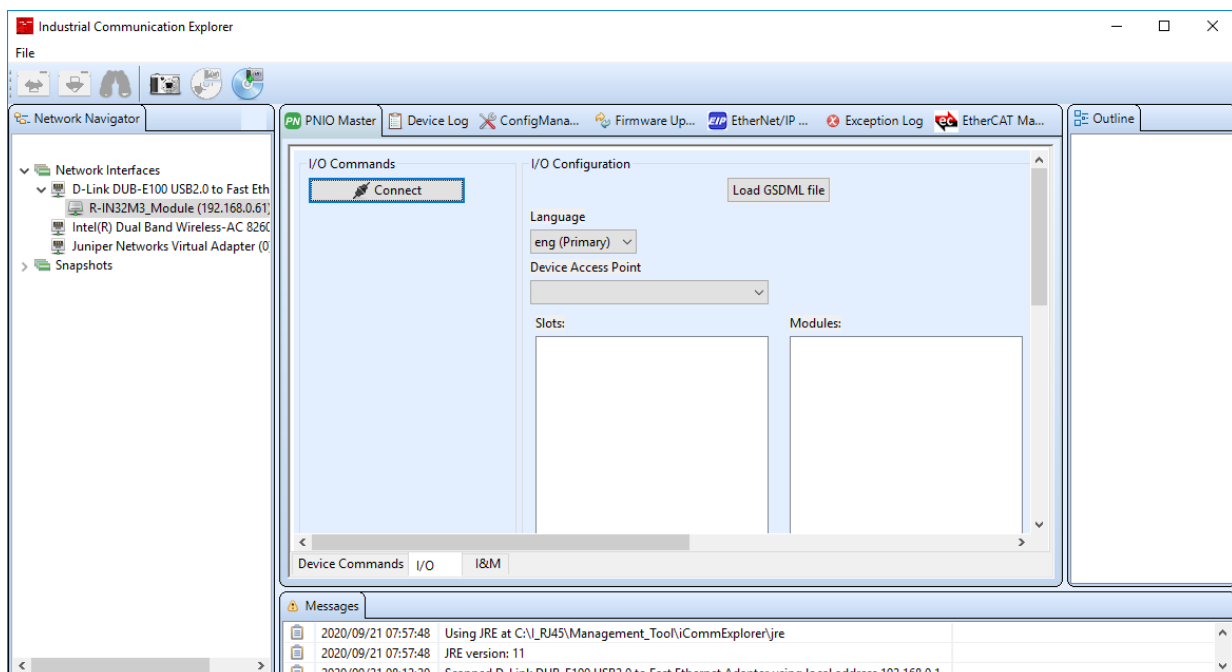 Industrial Communication Explorer
File
Network Navigator
PNIO Master
Device Log
ConfigMana...
Firmware Up...
EtherNet/IP ...
Exception Log
EtherCAT Ma...
Outline
Network Interfaces
D-Link DUB-E100 USB2.0 to Fast Eth
R-IN32M3_Module (192.168.0.61)
Intel(R) Dual Band Wireless-AC 8260
Juniper Networks Virtual Adapter (0
Snapshots
I/O Commands
Connect
I/O Configuration
Load GSDML file
Language
eng (Primary)
Device Access Point
Slots:
Modules:
Device Commands
I/O
I&M
Messages
2020/09/21 07:57:48 Using JRE at C:\I_RJ45\Management_Tool\iCommExplorer\jre
2020/09/21 07:57:48 JRE version: 11